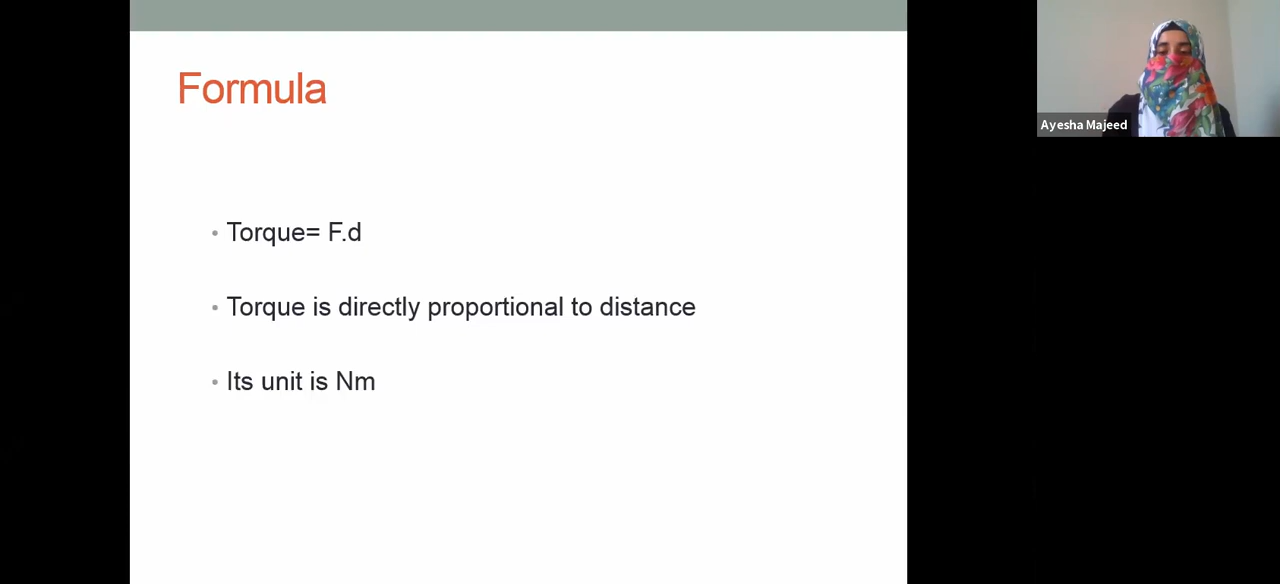 Formula
Torque= F.d
Torque is directly proportional to distance
Its unit is Nm
Ayesha Majeed